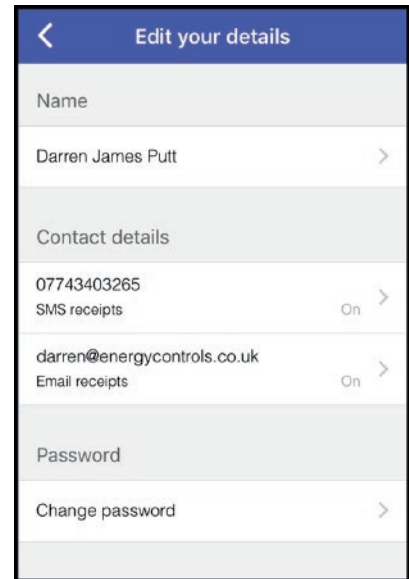 Edit your details
Name
Darren James Putt
Contact details
07743403265
SMS receipts
On
darren@energycontrols.co.uk
Email receipts
On
Password
Change password